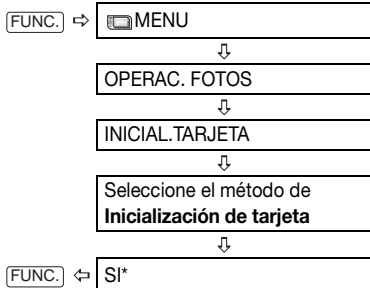 FUNC. ⇨ MENU
⇩
OPERAC. FOTOS
⇩
INICIAL.TARJETA
⇩
Seleccione el método de
Inicialización de tarjeta
⇩
FUNC. ⇦ SI*